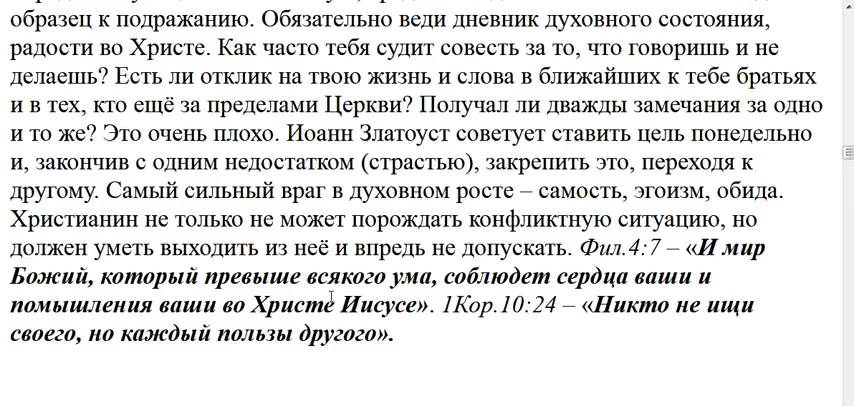 образец к подражанию. Обязательно веди дневник духовного состояния,
радости во Христе. Как часто тебя судит совесть за то, что говоришь и не
делаешь? Есть ли отклик на твою жизнь и слова в ближайших к тебе братьях
и в тех, кто ещё за пределами Церкви? Получал ли дважды замечания за одно
и то же? Это очень плохо. Иоанн Златоуст советует ставить цель понедельно
и, закончив с одним недостатком (страстью), закрепить это, переходя к
другому. Самый сильный враг в духовном росте – самость, эгоизм, обида.
Христианин не только не может порождать конфликтную ситуацию, но
должен уметь выходить из неё и впредь не допускать. Фил.4:7 – «И мир
Божий, который превыше всякого ума, соблюдет сердца ваши и
помышления ваши во Христе Иисусе». 1Кор.10:24 – «Никто не ищи
своего, но каждый пользы другого».